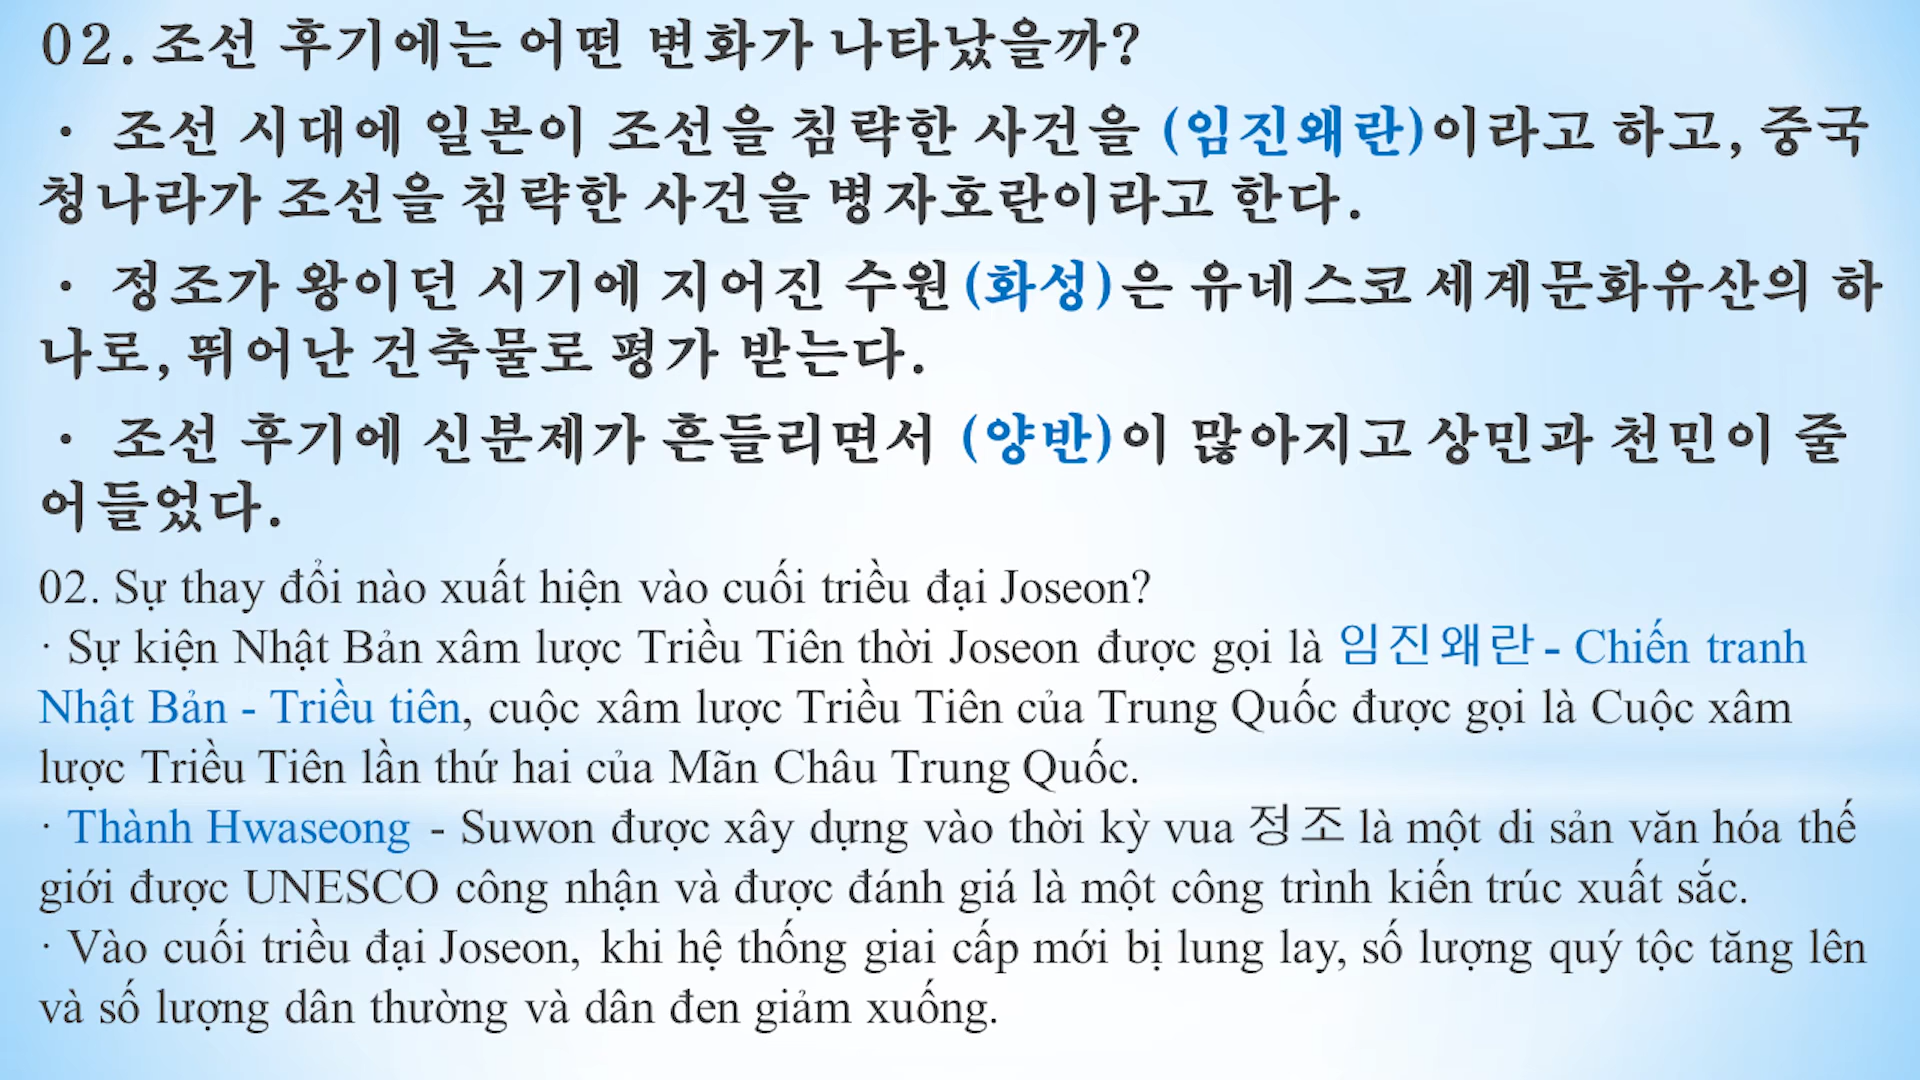 02. 조선 후기에는 어떤 변화가 나타났을까?
· 조선 시대에 일본이 조선을 침략한 사건을 (임진왜란)이라고 하고, 중국
청나라가 조선을 침략한 사건을 병자호란이라고 한다.
· 정조가 왕이던 시기에 지어진 수원(화성)은 유네스코 세계문화유산의 하
나로, 뛰어난 건축물로 평가 받는다.
· 조선 후기에 신분제가 흔들리면서 (양반)이 많아지고 상민과 천민이 줄
어들었다.
02. Sự thay đổi nào xuất hiện vào cuối triều đại Joseon?
· Sự kiện Nhật Bản xâm lược Triều Tiên thời Joseon được gọi là 임진왜란- Chiến tranh
Nhật Bản - Triều tiên, cuộc xâm lược Triều Tiên của Trung Quốc được gọi là Cuộc xâm
lược Triều Tiên lần thứ hai của Mãn Châu Trung Quốc.
· Thành Hwaseong - Suwon được xây dựng vào thời kỳ vua 정조 là một di sản văn hóa thế
giới được UNESCO công nhận và được đánh giá là một công trình kiến trúc xuất sắc.
· Vào cuối triều đại Joseon, khi hệ thống giai cấp mới bị lung lay, số lượng quý tộc tăng lên
và số lượng dân thường và dân đen giảm xuống.